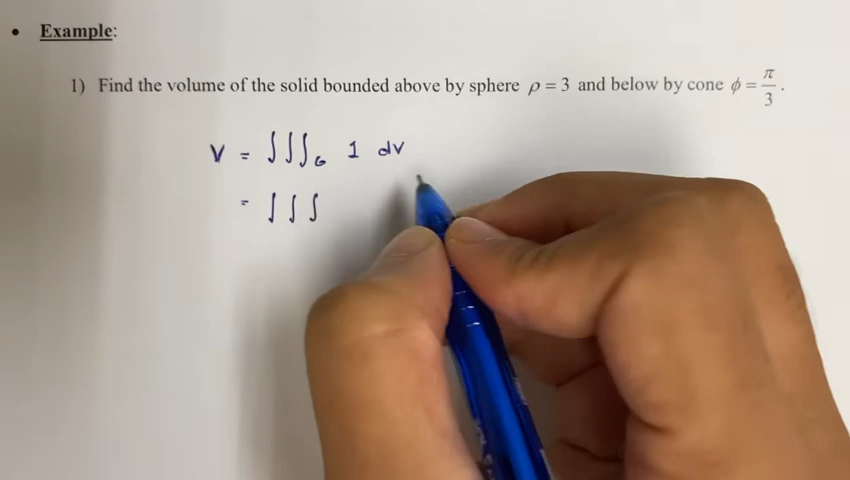 • Example:
1) Find the volume of the solid bounded above by sphere ρ = 3 and below by cone ϕ = π/3 .
V = ∫∫∫_G 1 dV
= ∫∫∫